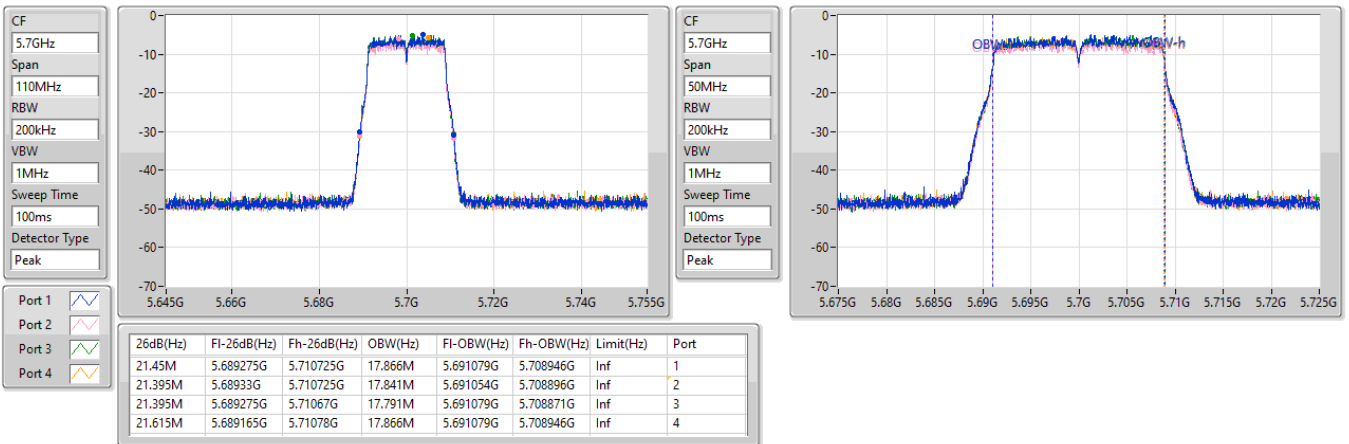 CF
5.7GHz
Span
110MHz
RBW
200kHz
VBW
1MHz
Sweep Time
100ms
Detector Type
Peak
0-
-10-
-20-
-30-
-40-
-50-
-60-
-70-
5.645G 5.66G 5.68G 5.7G 5.72G 5.74G 5.755G
CF
5.7GHz
Span
50MHz
RBW
200kHz
VBW
1MHz
Sweep Time
100ms
Detector Type
Peak
0-
-10-
-20-
-30-
-40-
-50-
-60-
-70-
OBW-h
5.675G 5.68G 5.685G 5.69G 5.695G 5.7G 5.705G 5.71G 5.715G 5.72G 5.725G
Port 1
Port 2
Port 3
Port 4
26dB(Hz) Fl-26dB(Hz) Fh-26dB(Hz) OBW(Hz) Fl-OBW(Hz) Fh-OBW(Hz) Limit(Hz) Port
21.45M 5.689275G 5.710725G 17.866M 5.691079G 5.708946G Inf 1
21.395M 5.68933G 5.710725G 17.841M 5.691054G 5.708896G Inf 2
21.395M 5.689275G 5.71067G 17.791M 5.691079G 5.708871G Inf 3
21.615M 5.689165G 5.71078G 17.866M 5.691079G 5.708946G Inf 4